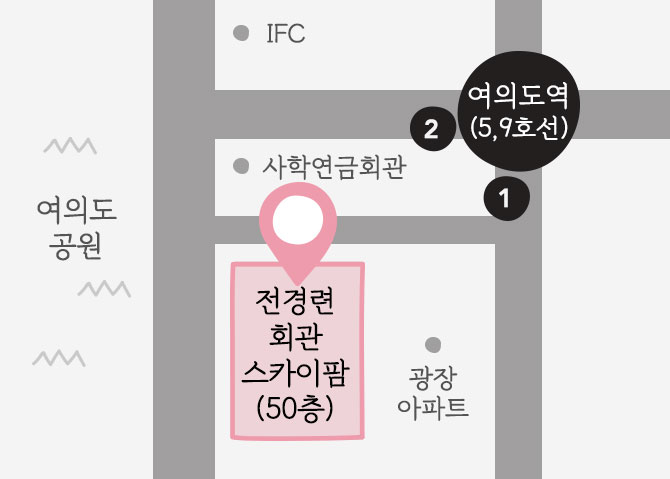 IFC
여의도역
(5,9호선)
2
사학연금회관
1
여의도
공원
전경련
회관
스카이팜
(50층)
광장
아파트